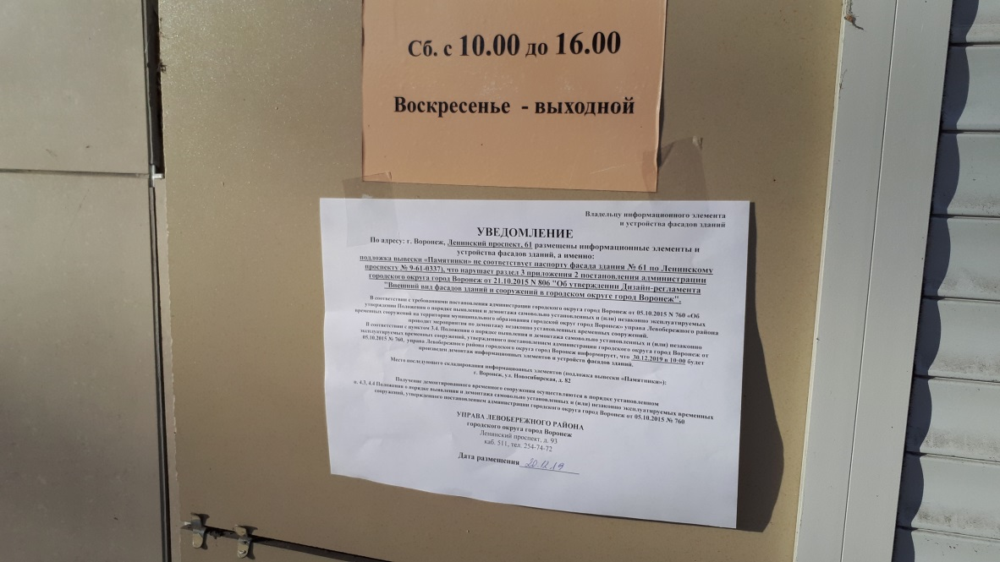 Сб. с 10.00 до 16.00
Воскресенье - выходной
Владельцу информационного элемента
и устройства фасадов зданий
УВЕДОМЛЕНИЕ
По адресу: г. Воронеж, Ленинский проспект, 61 размещены информационные элементы и
устройства фасадов зданий, а именно:
подложка вывески «Памятники» не соответствует паспорту фасада здания № 61 по Ленинскому
проспекту № 9-61-0337), что нарушает раздел 3 приложения 2 постановления администрации
городского округа город Воронеж от 21.10.2015 N 806 "Об утверждении Дизайн-регламента
"Внешний вид фасадов зданий и сооружений в городском округе город Воронеж".
В соответствии с требованиями постановления администрации городского округа город Воронеж от 05.10.2015 N 760 «Об
утверждении Положения о порядке выявления и демонтажа самовольно установленных и (или) незаконно эксплуатируемых
временных сооружений на территории муниципального образования городской округ город Воронеж» управа Левобережного района
проводит мероприятия по демонтажу незаконно установленных временных сооружений.
В соответствии с пунктом 3.4. Положения о порядке выявления и демонтажа самовольно установленных и (или) незаконно
эксплуатируемых временных сооружений, утвержденного постановлением администрации городского округа город Воронеж от
05.10.2015 № 760, управа Левобережного района городского округа город Воронеж информирует, что 30.12.2019 в 10:00 будет
произведен демонтаж информационных элементов и устройств фасадов зданий.
Место последующего складирования информационных элементов (подложка вывески «Памятники»):
г. Воронеж, ул. Новосибирская, д. 82
Получение демонтированного временного сооружения осуществляются в порядке установленном
п. 4.3, 4.4 Положения о порядке выявления и демонтажа самовольно установленных и (или) незаконно эксплуатируемых временных
сооружений, утвержденного постановлением администрации городского округа город Воронеж от 05.10.2015 № 760
УПРАВА ЛЕВОБЕРЕЖНОГО РАЙОНА
городского округа город Воронеж
Ленинский проспект, д. 93
каб. 511, тел. 254-74-72
Дата размещения 20.12.19